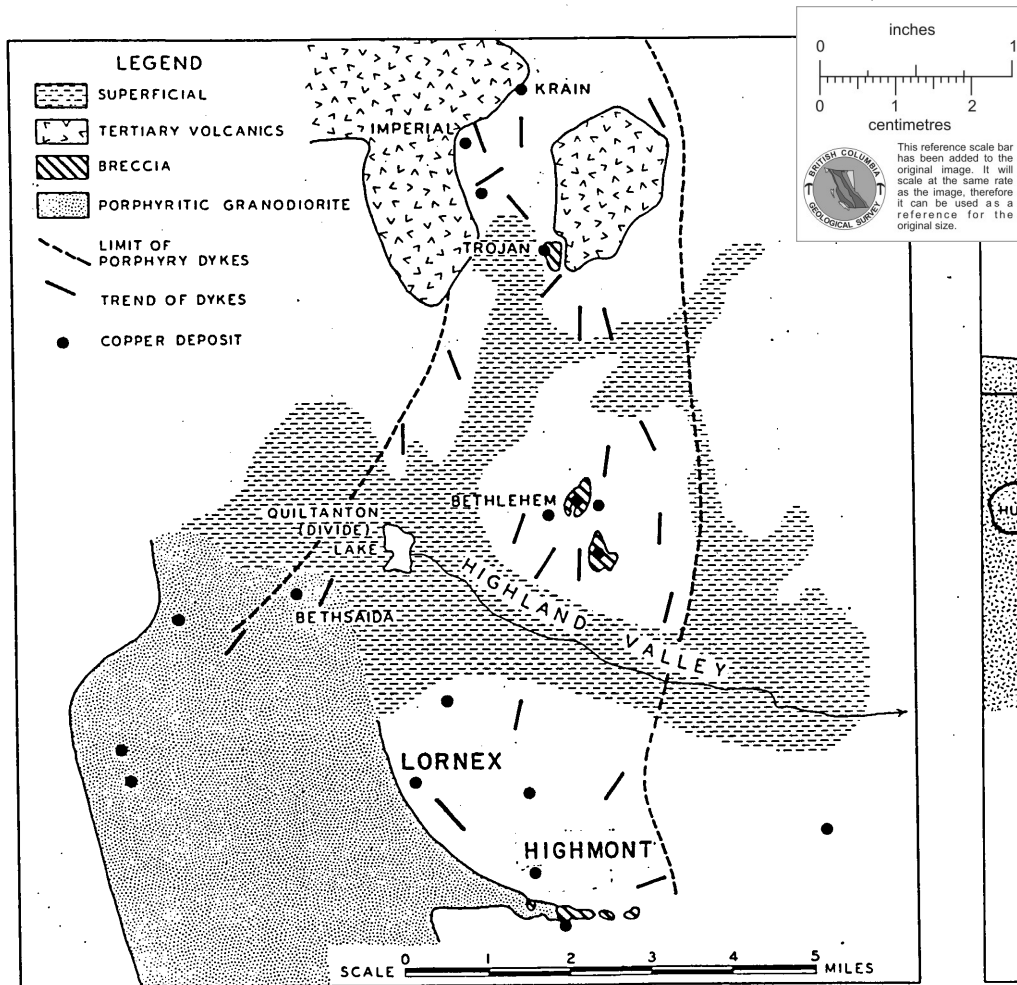 LEGEND
SUPERFICIAL
TERTIARY VOLCANICS
BRECCIA
PORPHYRITIC GRANODIORITE
LIMIT OF
PORPHYRY DYKES
TREND OF DYKES
COPPER DEPOSIT
inches
0 1
0 1 2
centimetres
BRITISH COLUMBIA
GEOLOGICAL SURVEY
This reference scale bar
has been added to the
original image. It will
scale at the same rate
as the image, therefore
it can be used as a
reference for the
original size.
KRAIN
IMPERIAL
TROJAN
BETHLEHEM
QUILTANTON
(DIVIDE)
LAKE
HIGHLAND VALLEY
BETHSAIDA
LORNEX
HIGHMONT
HU
SCALE 0 1 2 3 4 5 MILES